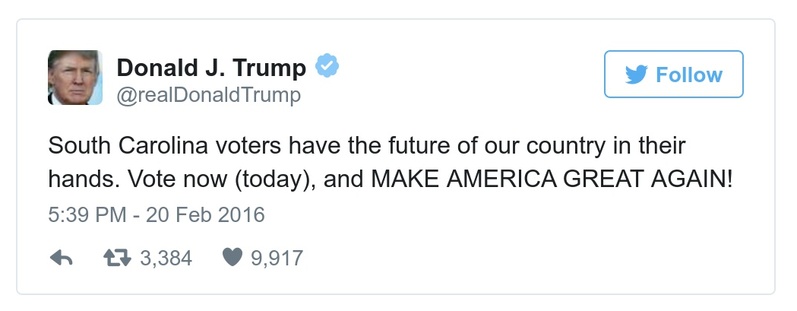 Donald J. Trump
@realDonaldTrump
Follow
South Carolina voters have the future of our country in their
hands. Vote now (today), and MAKE AMERICA GREAT AGAIN!
5:39 PM - 20 Feb 2016
3,384 9,917